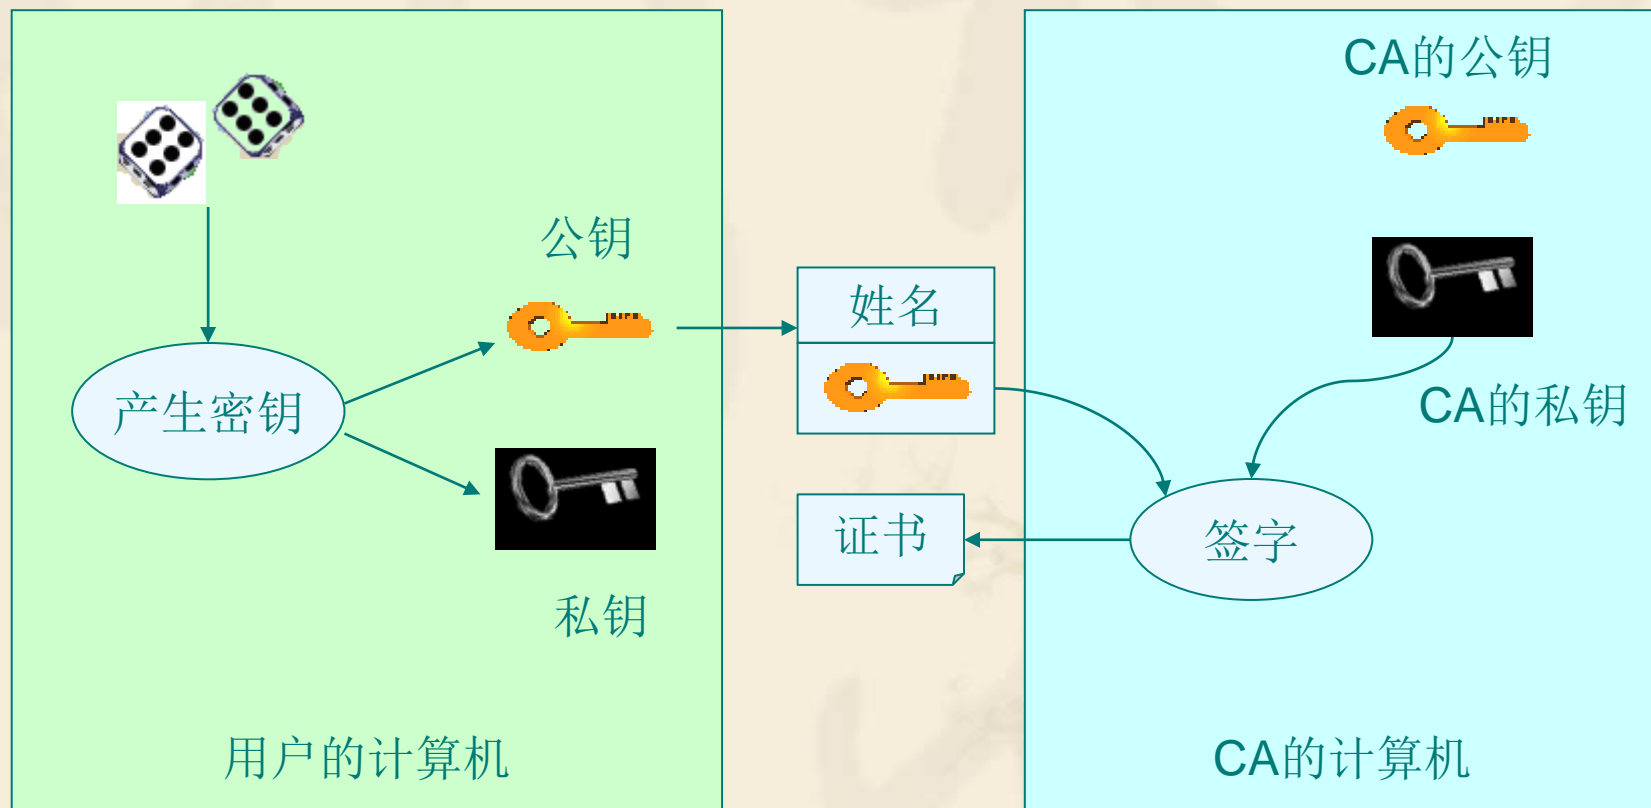 CA的公钥
公钥
姓名
产生密钥
CA的私钥
证书
签字
私钥
用户的计算机
CA的计算机